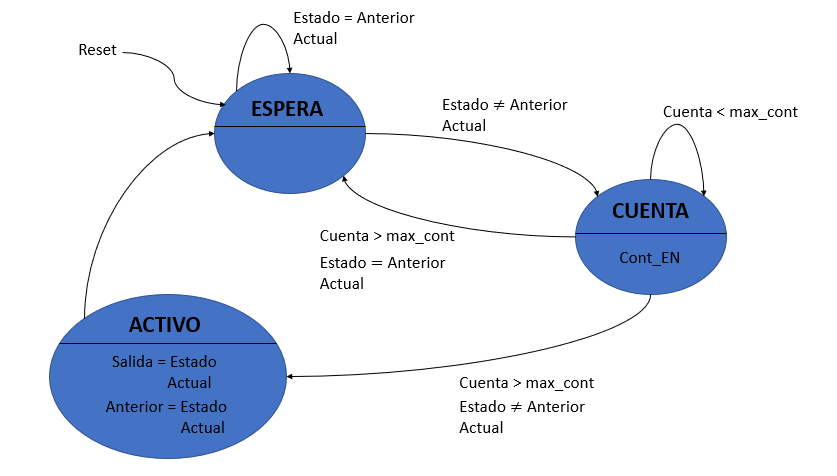 Estado = Anterior
Actual
Reset
ESPERA
Estado ≠ Anterior
Actual
Cuenta < max_cont
CUENTA
Cont_EN
Cuenta > max_cont
Estado = Anterior
Actual
ACTIVO
Salida = Estado
Actual
Anterior = Estado
Actual
Cuenta > max_cont
Estado ≠ Anterior
Actual